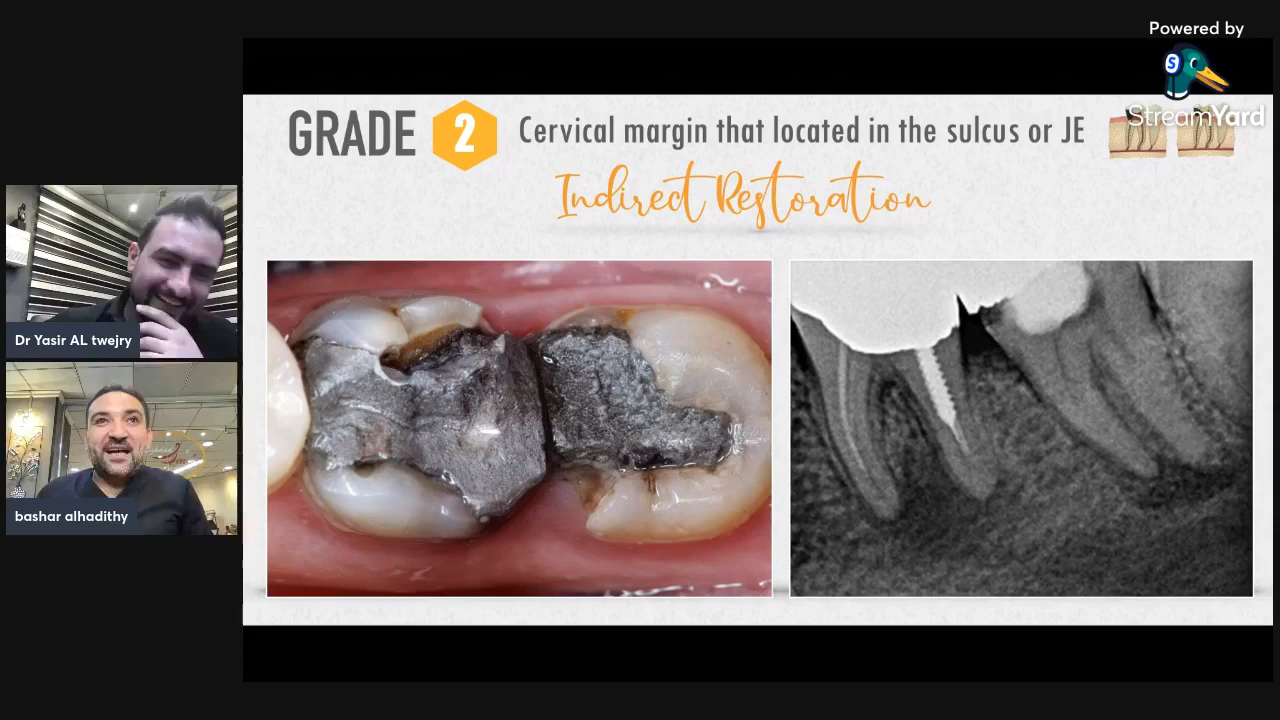 Powered by
S
StreamYard
GRADE 2 Cervical margin that located in the sulcus or JE
Indirect Restoration
Dr Yasir AL twejry
bashar alhadithy